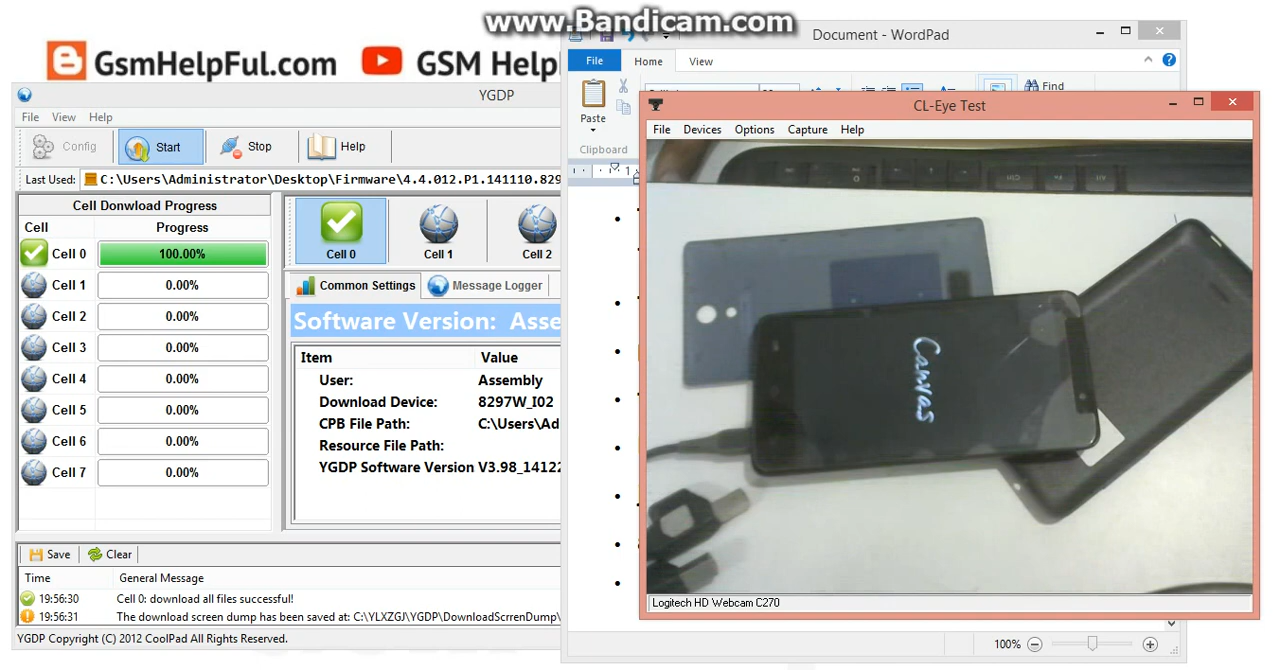 www.Bandicam.com
GsmHelpFul.com
GSM Help
YGDP
File View Help
Config Start Stop Help
Last Used: C:\Users\Administrator\Desktop\Firmware\4.4.012.P1.141110.829
Cell Donwload Progress
Cell Progress
Cell 0 100.00%
Cell 1 0.00%
Cell 2 0.00%
Cell 3 0.00%
Cell 4 0.00%
Cell 5 0.00%
Cell 6 0.00%
Cell 7 0.00%
Cell 0 Cell 1 Cell 2
Common Settings Message Logger
Software Version: Asse
Item Value
User: Assembly
Download Device: 8297W_I02
CPB File Path: C:\Users\Ad
Resource File Path:
YGDP Software Version V3.98_14122
Save Clear
Time General Message
19:56:30 Cell 0: download all files successful!
19:56:31 The download screen dump has been saved at: C:\YLXZGJ\YGDP\DownloadScrrenDump\
YGDP Copyright (C) 2012 CoolPad All Rights Reserved.
Document - WordPad
File Home View
Paste
Find
Clipboard
CL-Eye Test
File Devices Options Capture Help
Canvas
Logitech HD Webcam C270
100%